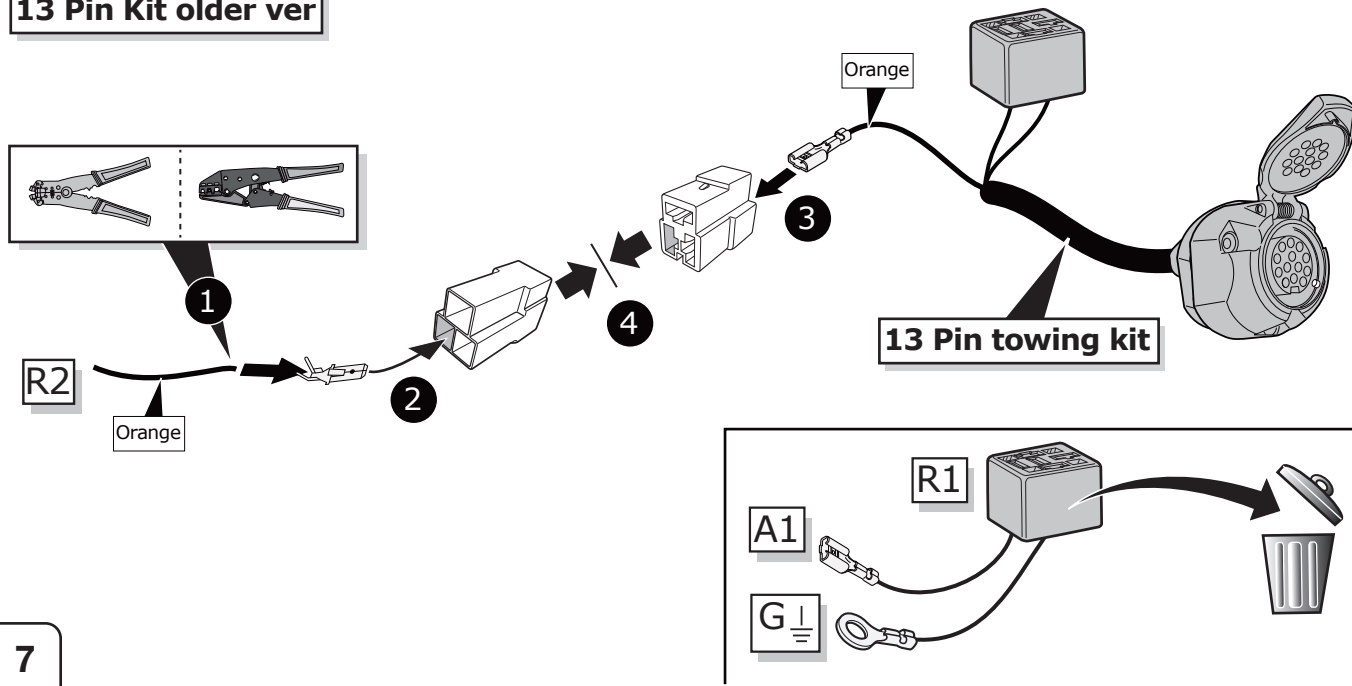 13 Pin Kit older ver
Orange
3
1
4
13 Pin towing kit
R2
2
Orange
R1
A1
G
7